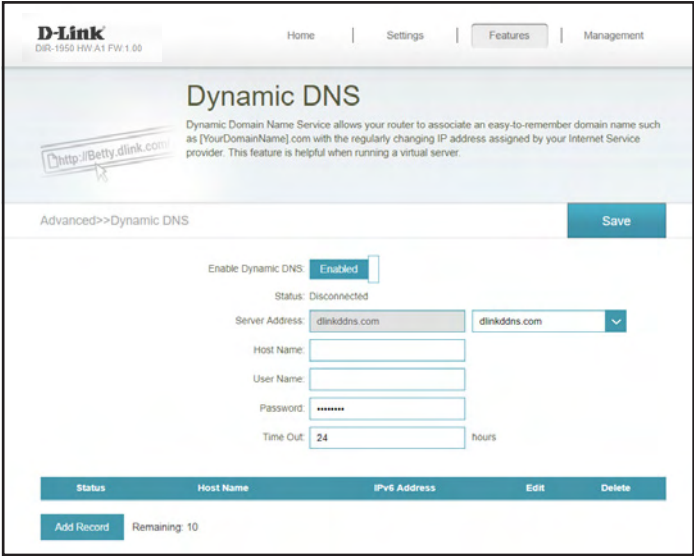 D-Link
DIR-1950 HW:A1 FW:1.00
Home | Settings | Features | Management
Dynamic DNS
Dynamic Domain Name Service allows your router to associate an easy-to-remember domain name such
as [YourDomainName].com with the regularly changing IP address assigned by your Internet Service
provider. This feature is helpful when running a virtual server.
http://Betty.dlink.com/
Advanced>>Dynamic DNS
Save
Enable Dynamic DNS: Enabled
Status: Disconnected
Server Address: dlinkddns.com dlinkddns.com
Host Name:
User Name:
Password: ••••••••
Time Out: 24 hours
Status Host Name IPv6 Address Edit Delete
Add Record Remaining: 10